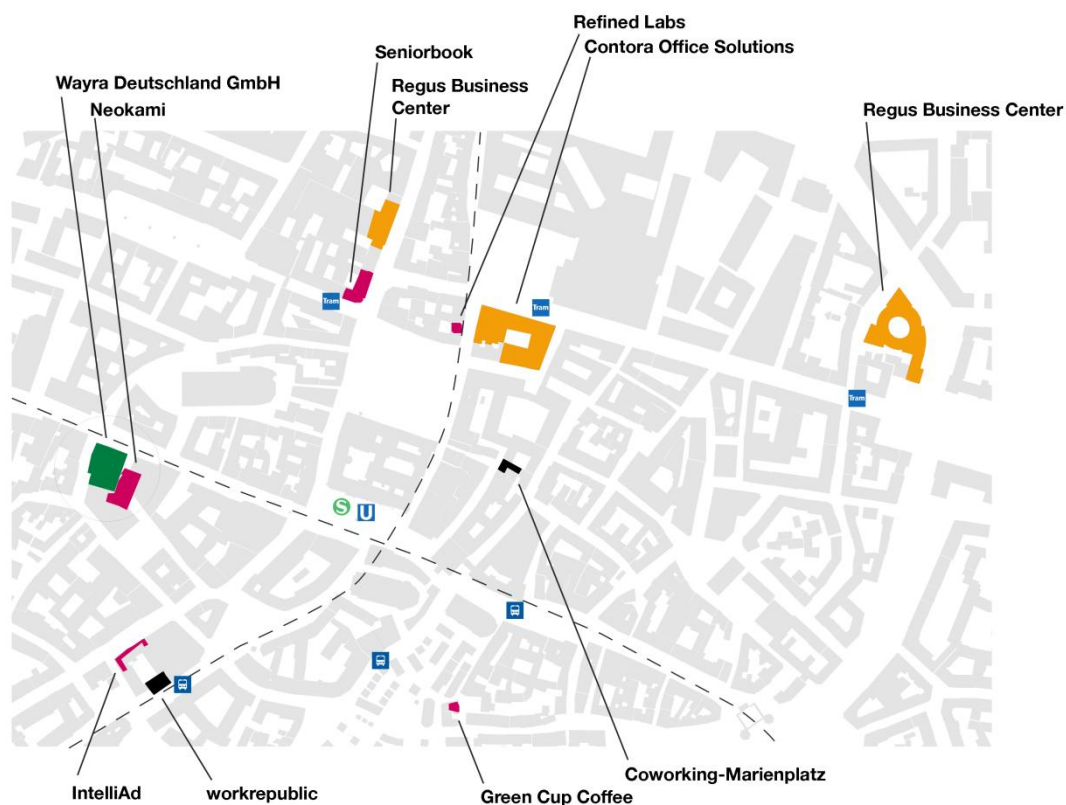 Refined Labs
Contora Office Solutions
Seniorbook
Regus Business
Center
Wayra Deutschland GmbH
Neokami
Regus Business Center
Tram
Tram
Tram
S
U
IntelliAd
workrepublic
Green Cup Coffee
Coworking-Marienplatz